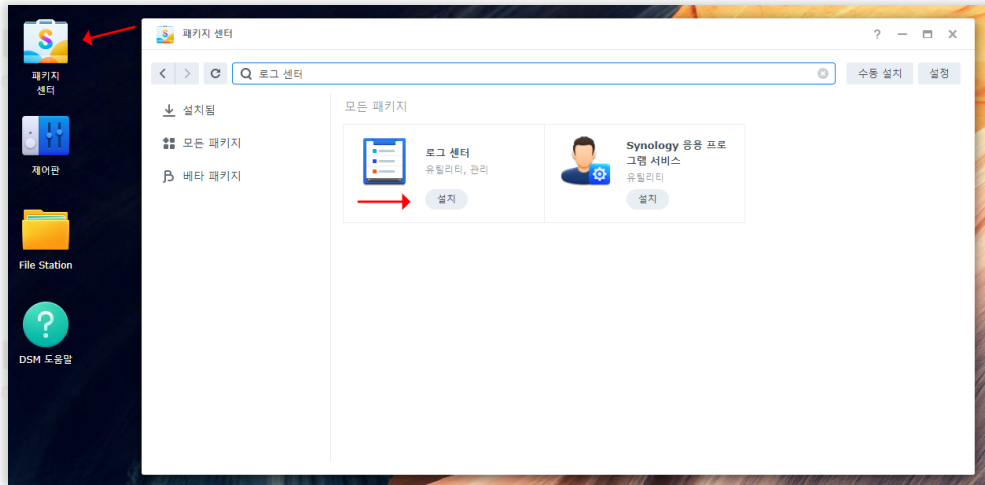 패키지
센터
제어판
File Station
DSM 도움말
패키지 센터
로그 센터
수동 설치
설정
설치됨
모든 패키지
베타 패키지
모든 패키지
로그 센터
유틸리티, 관리
설치
Synology 응용 프로
그램 서비스
유틸리티
설치